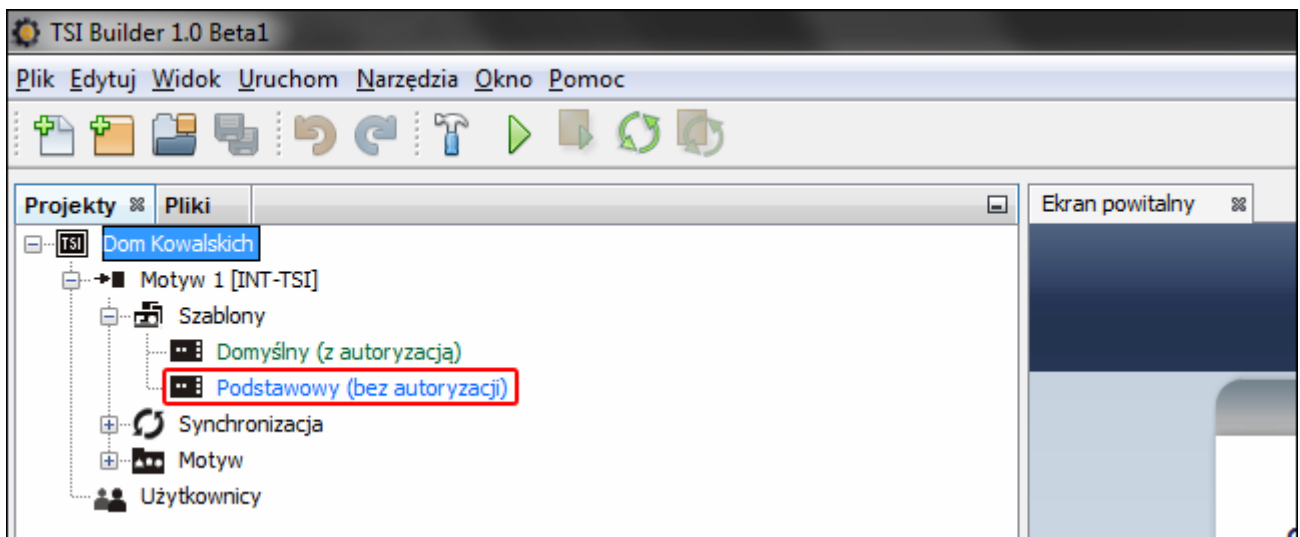 TSI Builder 1.0 Beta1
Plik Edytuj Widok Uruchom Narzędzia Okno Pomoc
Projekty Pliki
Ekran powitalny
TSI Dom Kowalskich
Motyw 1 [INT-TSI]
Szablony
Domyślny (z autoryzacją)
Podstawowy (bez autoryzacji)
Synchronizacja
Motyw
Użytkownicy